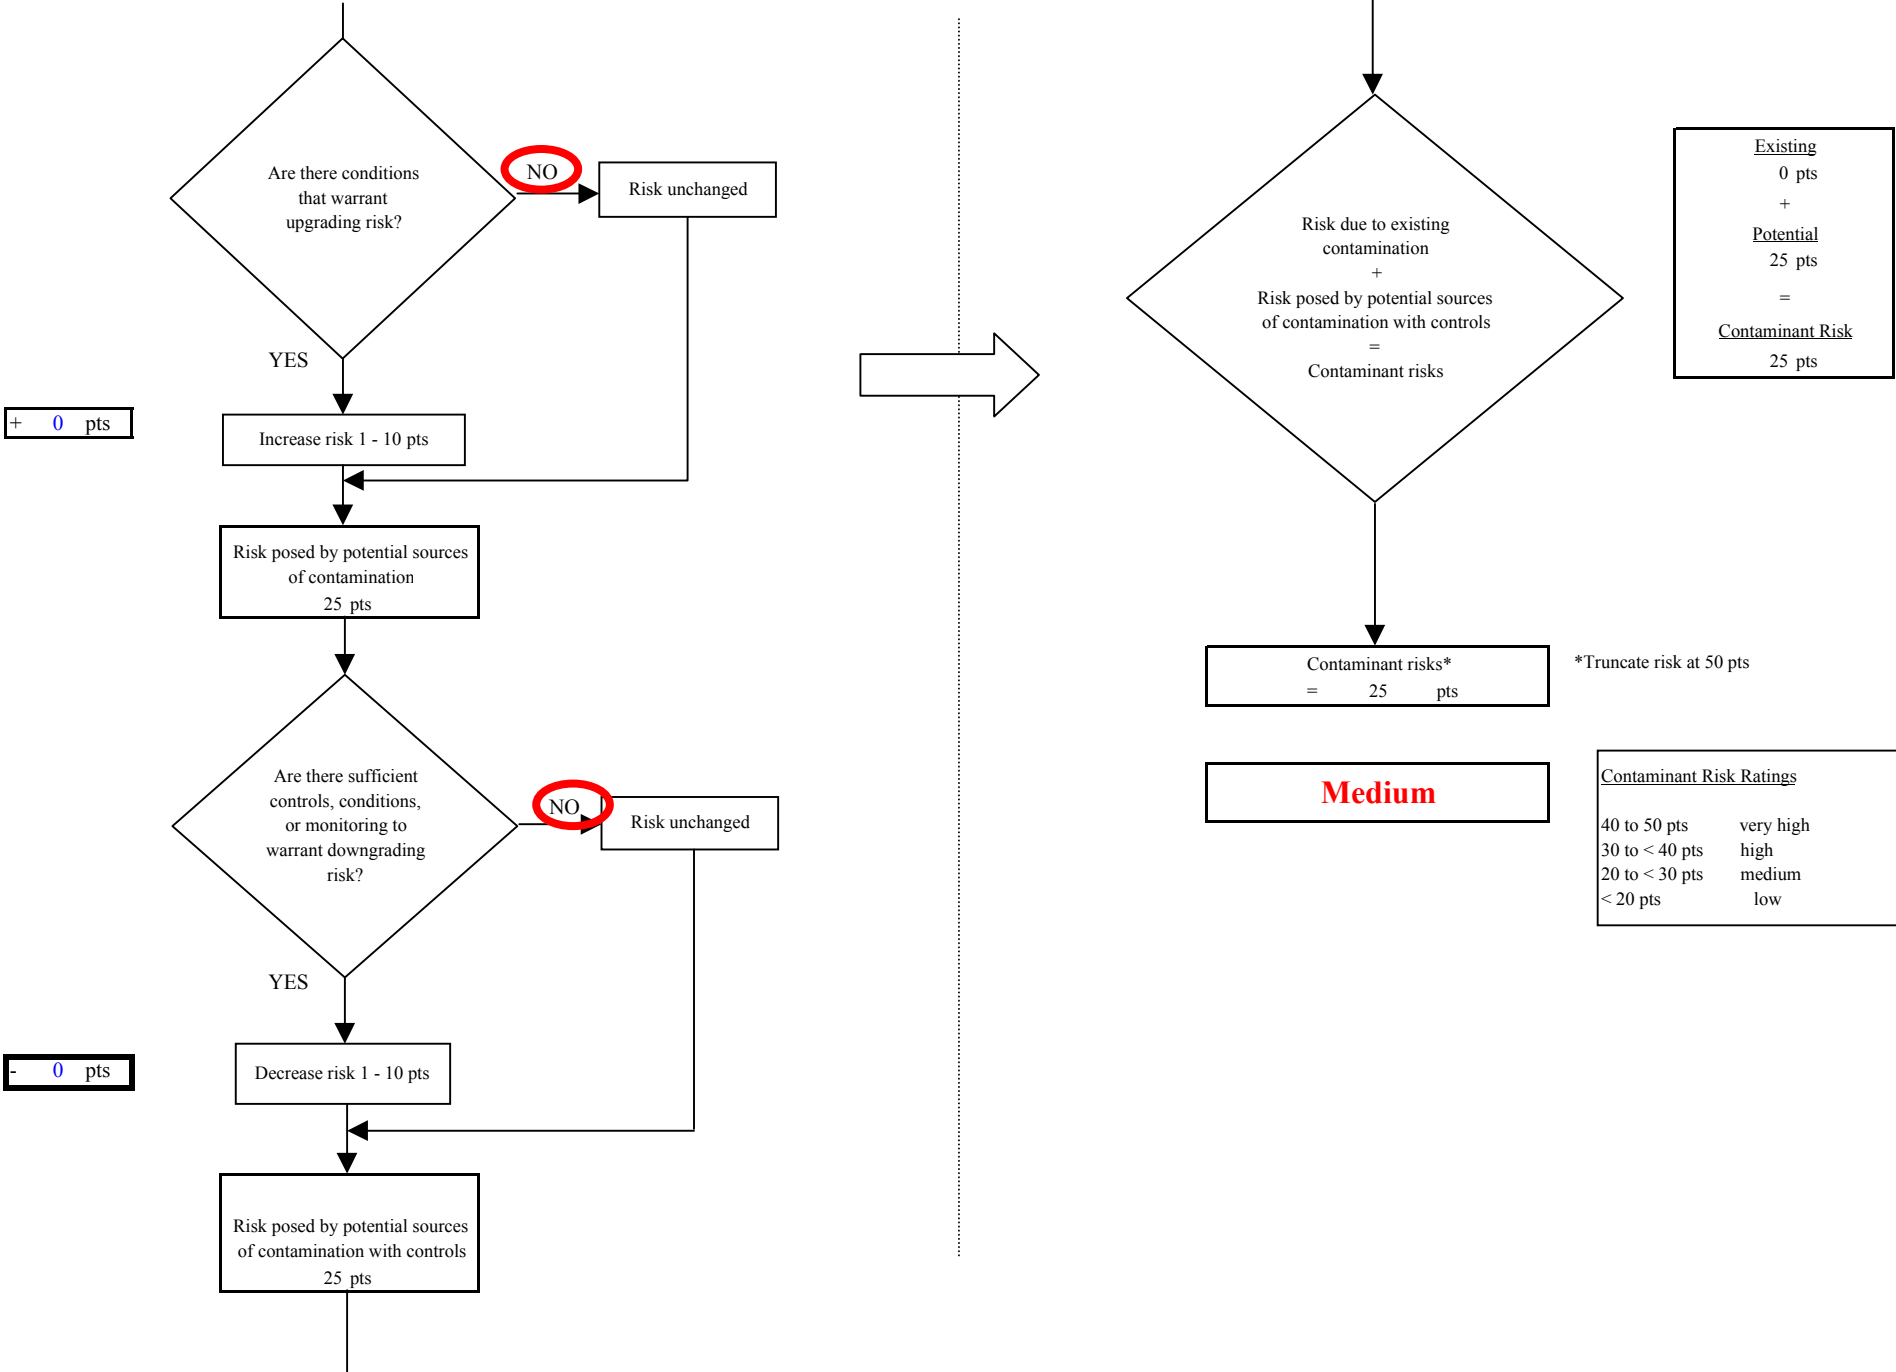 Are there conditions
that warrant
upgrading risk?
NO
Risk unchanged
YES
+ 0 pts
Increase risk 1 - 10 pts
Risk posed by potential sources
of contamination
25 pts
Are there sufficient
controls, conditions,
or monitoring to
warrant downgrading
risk?
NO
Risk unchanged
YES
- 0 pts
Decrease risk 1 - 10 pts
Risk posed by potential sources
of contamination with controls
25 pts
Risk due to existing
contamination
+
Risk posed by potential sources
of contamination with controls
=
Contaminant risks
Existing
0 pts
+
Potential
25 pts
=
Contaminant Risk
25 pts
Contaminant risks*
= 25 pts
*Truncate risk at 50 pts
Medium
Contaminant Risk Ratings
40 to 50 pts very high
30 to < 40 pts high
20 to < 30 pts medium
< 20 pts low